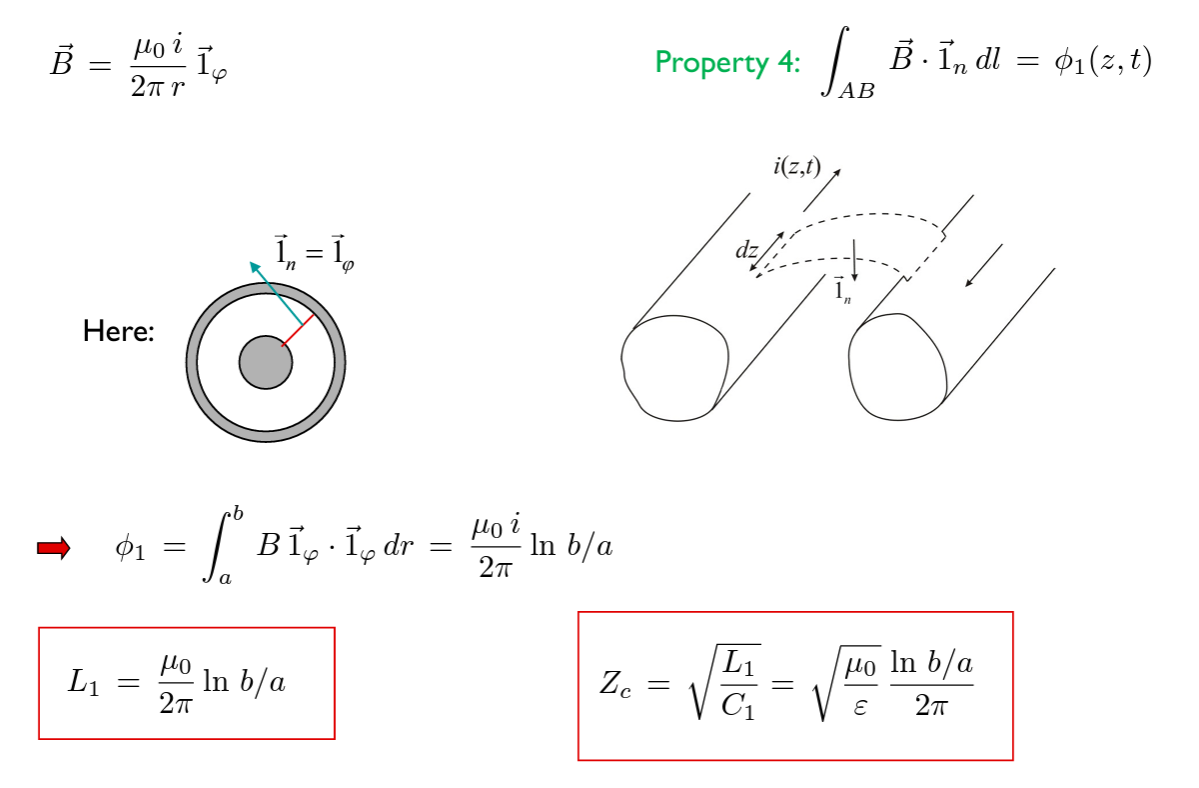 $\vec{B} = \frac{\mu_0 \, i}{2\pi \, r} \, \vec{1}_\varphi$
Property 4: $\int_{AB} \vec{B} \cdot \vec{1}_n \, dl = \phi_1(z, t)$
i(z,t)
dz
$\vec{1}_n$
$\vec{1}_n = \vec{1}_\varphi$
Here:
$\phi_1 = \int_a^b B \, \vec{1}_\varphi \cdot \vec{1}_\varphi \, dr = \frac{\mu_0 \, i}{2\pi} \ln \, b/a$
$L_1 = \frac{\mu_0}{2\pi} \ln \, b/a$
$Z_c = \sqrt{\frac{L_1}{C_1}} = \sqrt{\frac{\mu_0}{\varepsilon}} \, \frac{\ln \, b/a}{2\pi}$